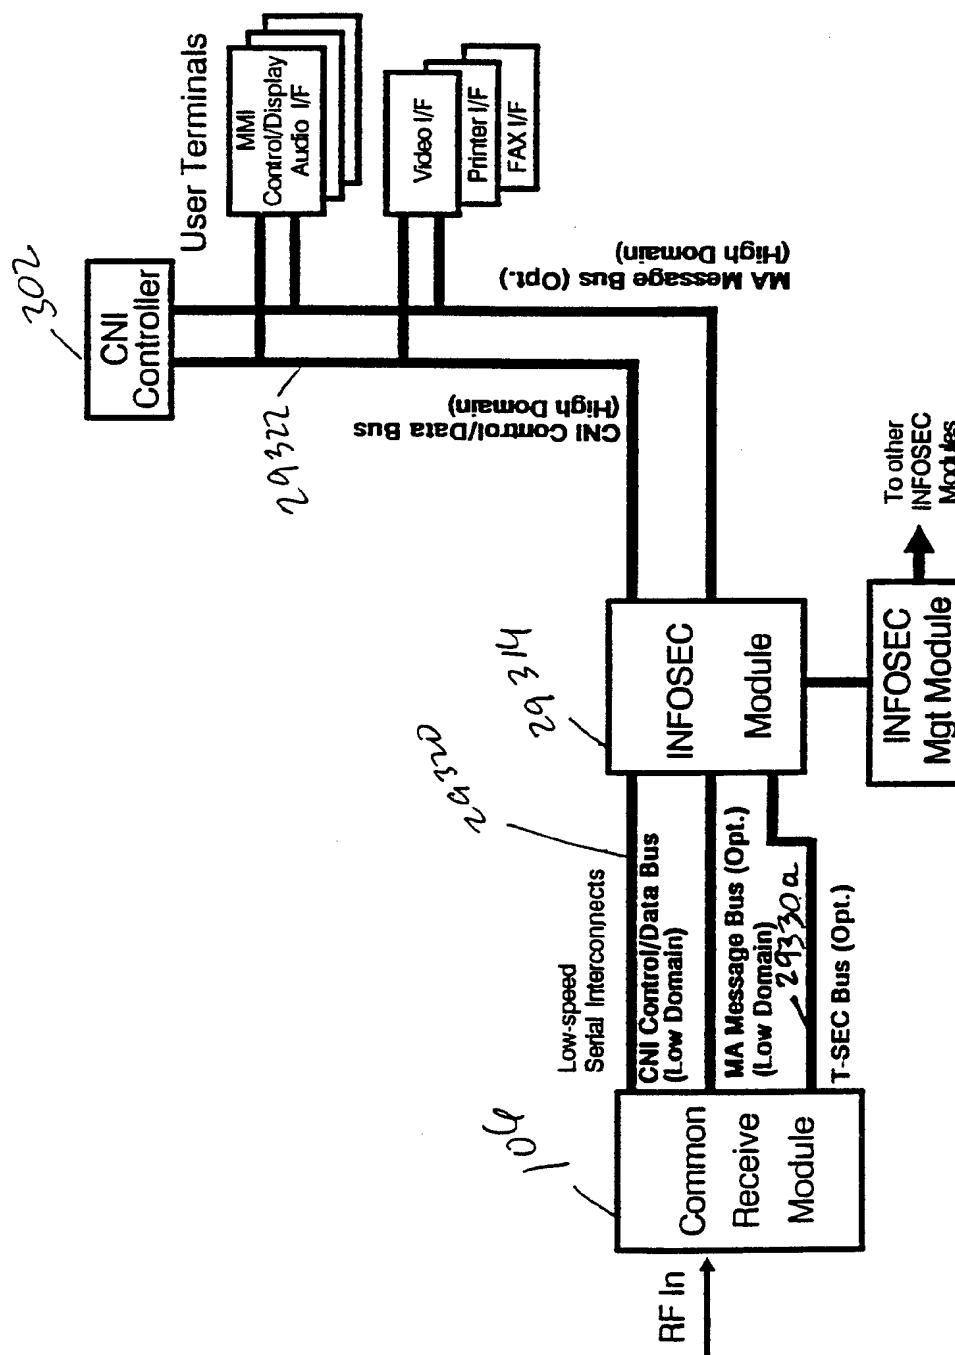 RF In
106
Common
Receive
Module
Low-speed
Serial Interconnects
CNI Control/Data Bus
(Low Domain)
29320
MA Message Bus (Opt.)
(Low Domain)
29330a
T-SEC Bus (Opt.)
29314
INFOSEC
Module
INFOSEC
Mgt Module
To other
INFOSEC
Modules
CNI Control/Data Bus
(High Domain)
29322
MA Message Bus (Opt.)
(High Domain)
302
CNI
Controller
User Terminals
MMI
Control/Display
Audio I/F
Video I/F
Printer I/F
FAX I/F